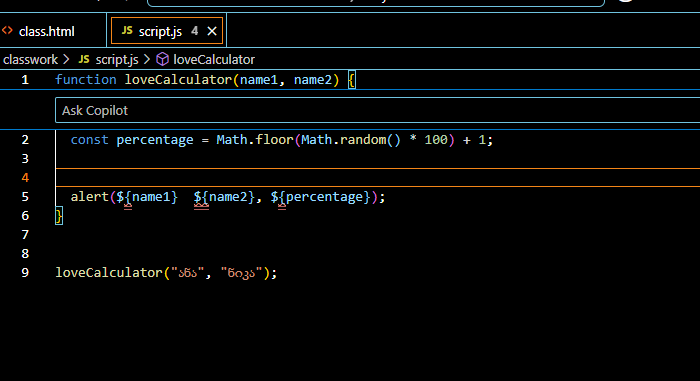 class.html
JS script.js 4 ×
classwork > JS script.js > loveCalculator
1 function loveCalculator(name1, name2) {
Ask Copilot
2 const percentage = Math.floor(Math.random() * 100) + 1;
3
4
5 alert(${name1}  ${name2}, ${percentage});
6 }
7
8
9 loveCalculator("ანა", "ნიკა");